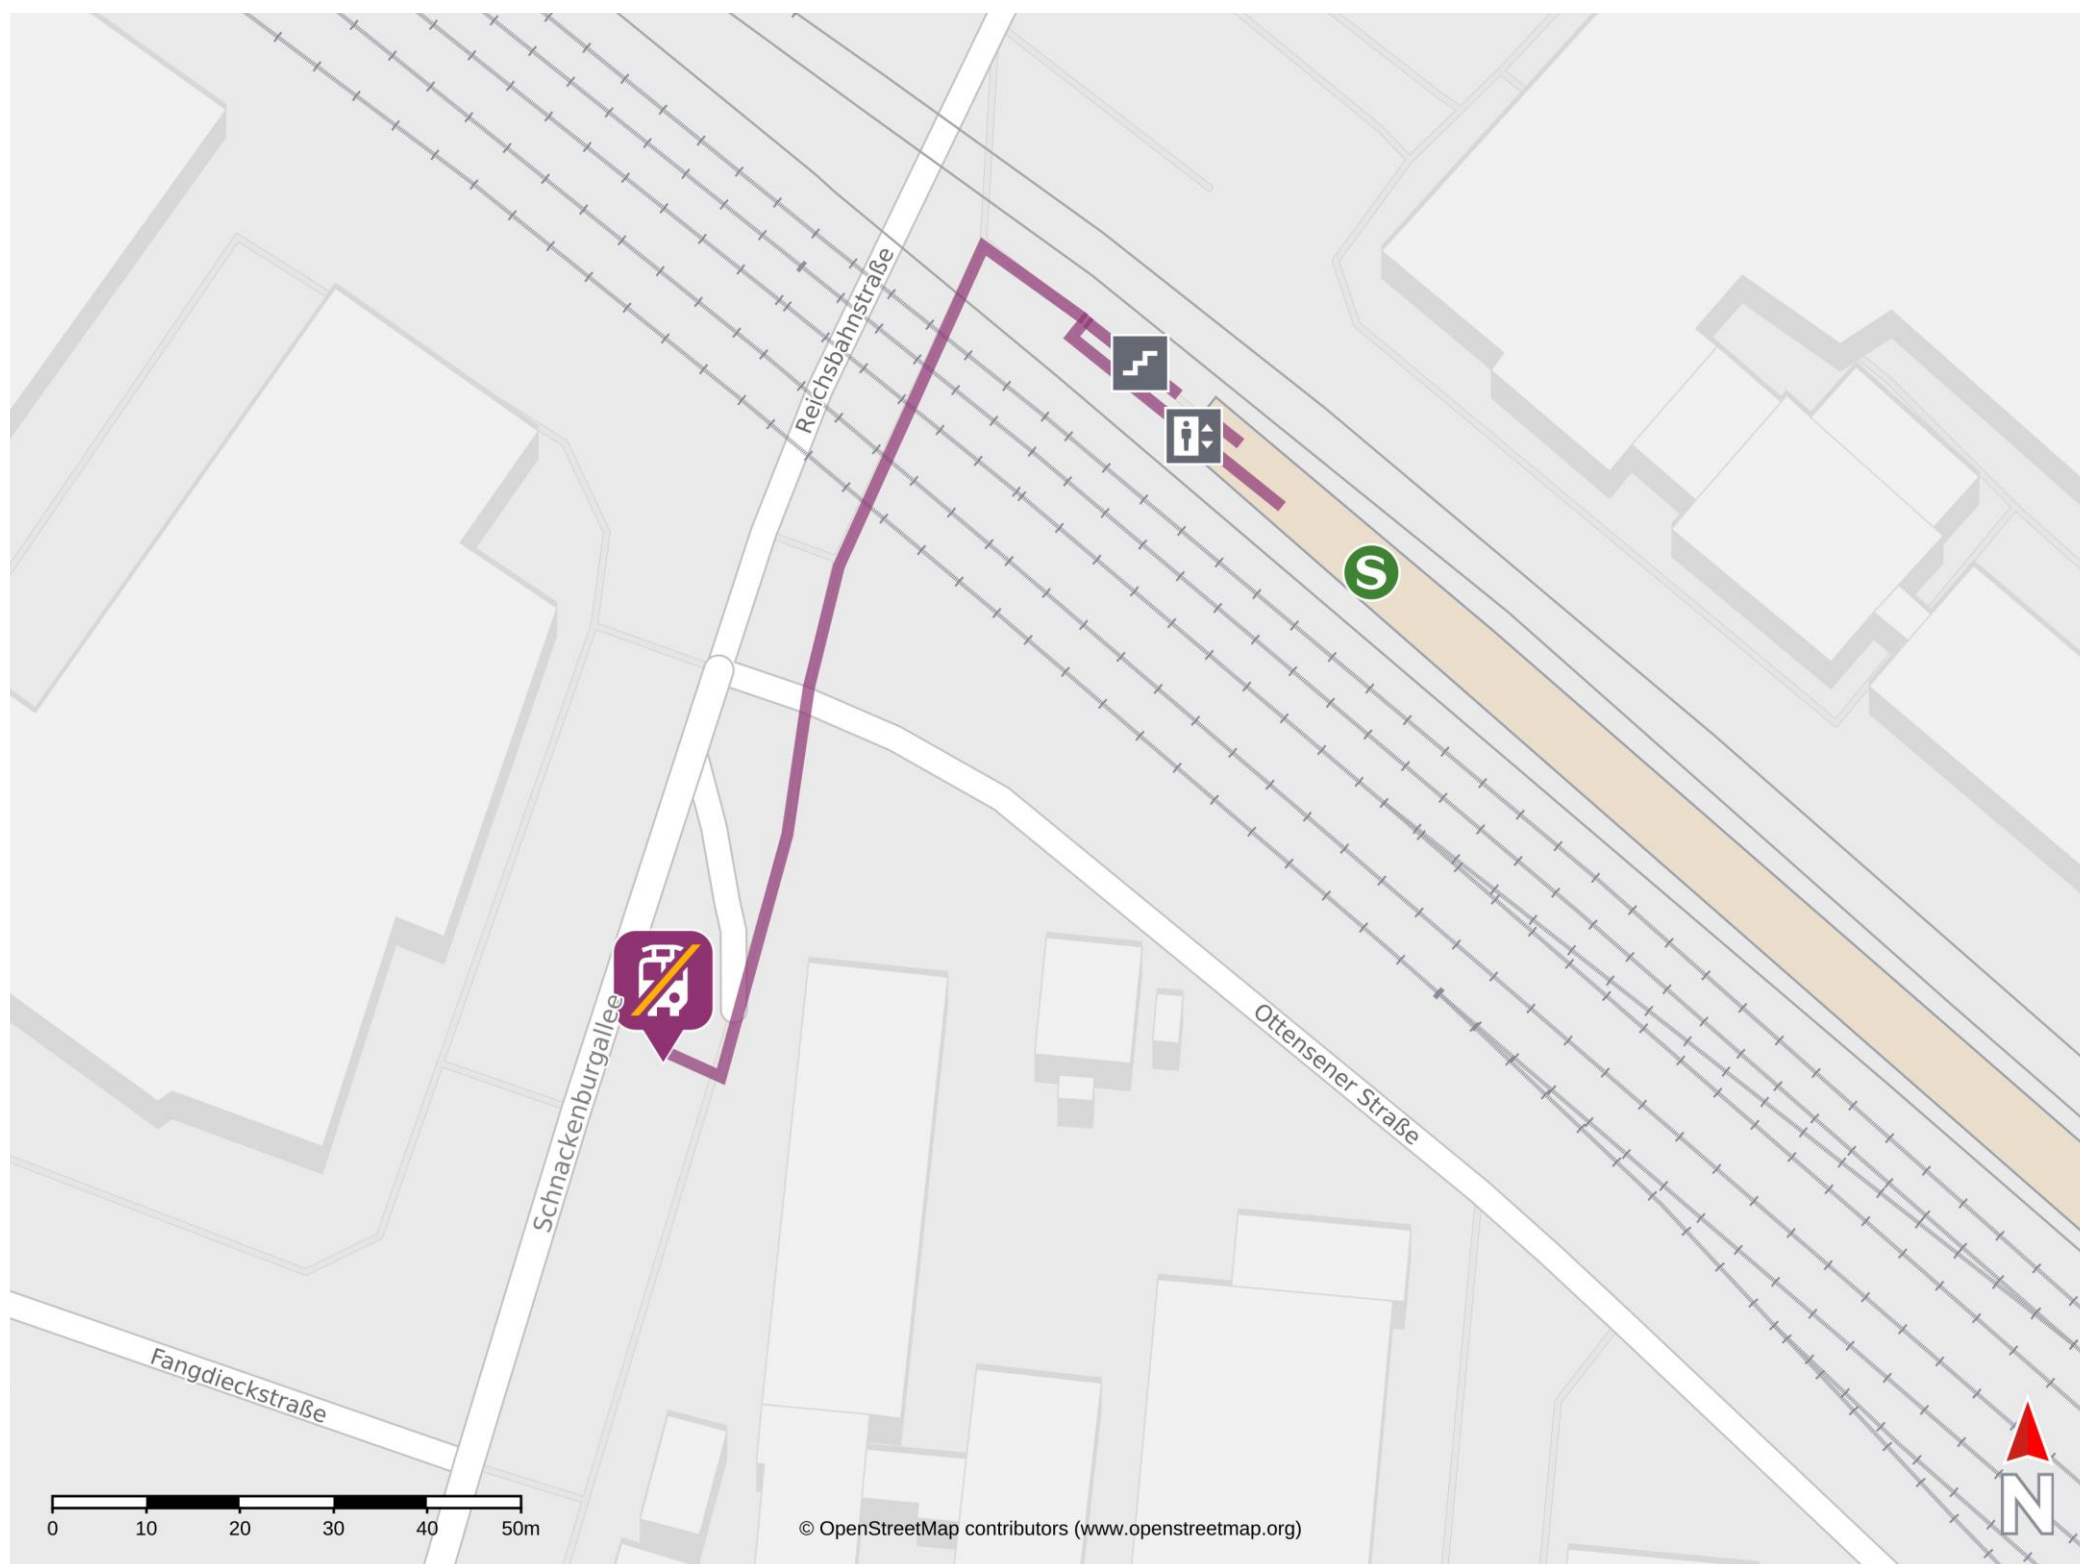 Reichsbahnstraße
S
Schnackenburgallee
Ottensener Straße
Fangdieckstraße
0 10 20 30 40 50m
© OpenStreetMap contributors (www.openstreetmap.org)
N